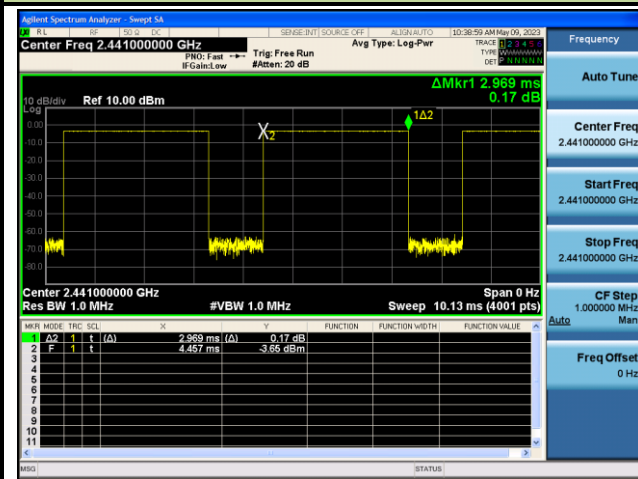 Agilent Spectrum Analyzer - Swept SA
RL RF 50 Ω DC SENSE:INT SOURCE OFF ALIGNAUTO 10:38:59 AM May 09, 2023
Center Freq 2.441000000 GHz
PNO: Fast
IFGain:Low
Trig: Free Run
#Atten: 20 dB
Avg Type: Log-Pwr
TRACE 1 2 3 4 5 6
TYPE
DET P N N N N N
ΔMkr1 2.969 ms
0.17 dB
10 dB/div Ref 10.00 dBm
Log
0.00
-10.0
-20.0
-30.0
-40.0
-50.0
-60.0
-70.0
-80.0
X2
1Δ2
Center 2.441000000 GHz Span 0 Hz
Res BW 1.0 MHz #VBW 1.0 MHz Sweep 10.13 ms (4001 pts)
MKR MODE TRC SCL X Y FUNCTION FUNCTION WIDTH FUNCTION VALUE
1 Δ2 1 t (Δ) 2.969 ms (Δ) 0.17 dB
2 F 1 t 4.457 ms -3.65 dBm
3
4
5
6
7
8
9
10
11
MSG STATUS
Frequency
Auto Tune
Center Freq
2.441000000 GHz
Start Freq
2.441000000 GHz
Stop Freq
2.441000000 GHz
CF Step
1.000000 MHz
Auto Man
Freq Offset
0 Hz